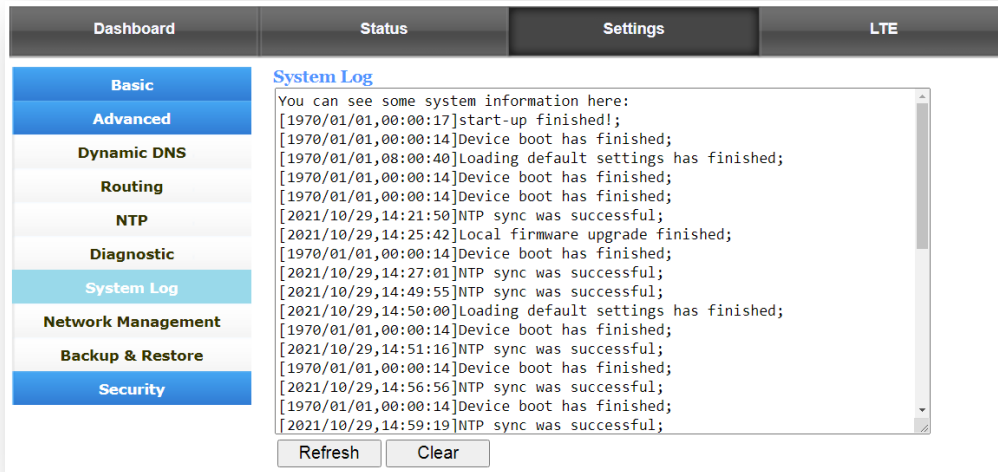 Dashboard Status Settings LTE
Basic
Advanced
Dynamic DNS
Routing
NTP
Diagnostic
System Log
Network Management
Backup & Restore
Security
System Log
You can see some system information here:
[1970/01/01,00:00:17]start-up finished!;
[1970/01/01,00:00:14]Device boot has finished;
[1970/01/01,08:00:40]Loading default settings has finished;
[1970/01/01,00:00:14]Device boot has finished;
[1970/01/01,00:00:14]Device boot has finished;
[2021/10/29,14:21:50]NTP sync was successful;
[2021/10/29,14:25:42]Local firmware upgrade finished;
[1970/01/01,00:00:14]Device boot has finished;
[2021/10/29,14:27:01]NTP sync was successful;
[2021/10/29,14:49:55]NTP sync was successful;
[2021/10/29,14:50:00]Loading default settings has finished;
[1970/01/01,00:00:14]Device boot has finished;
[2021/10/29,14:51:16]NTP sync was successful;
[1970/01/01,00:00:14]Device boot has finished;
[2021/10/29,14:56:56]NTP sync was successful;
[1970/01/01,00:00:14]Device boot has finished;
[2021/10/29,14:59:19]NTP sync was successful;
Refresh Clear